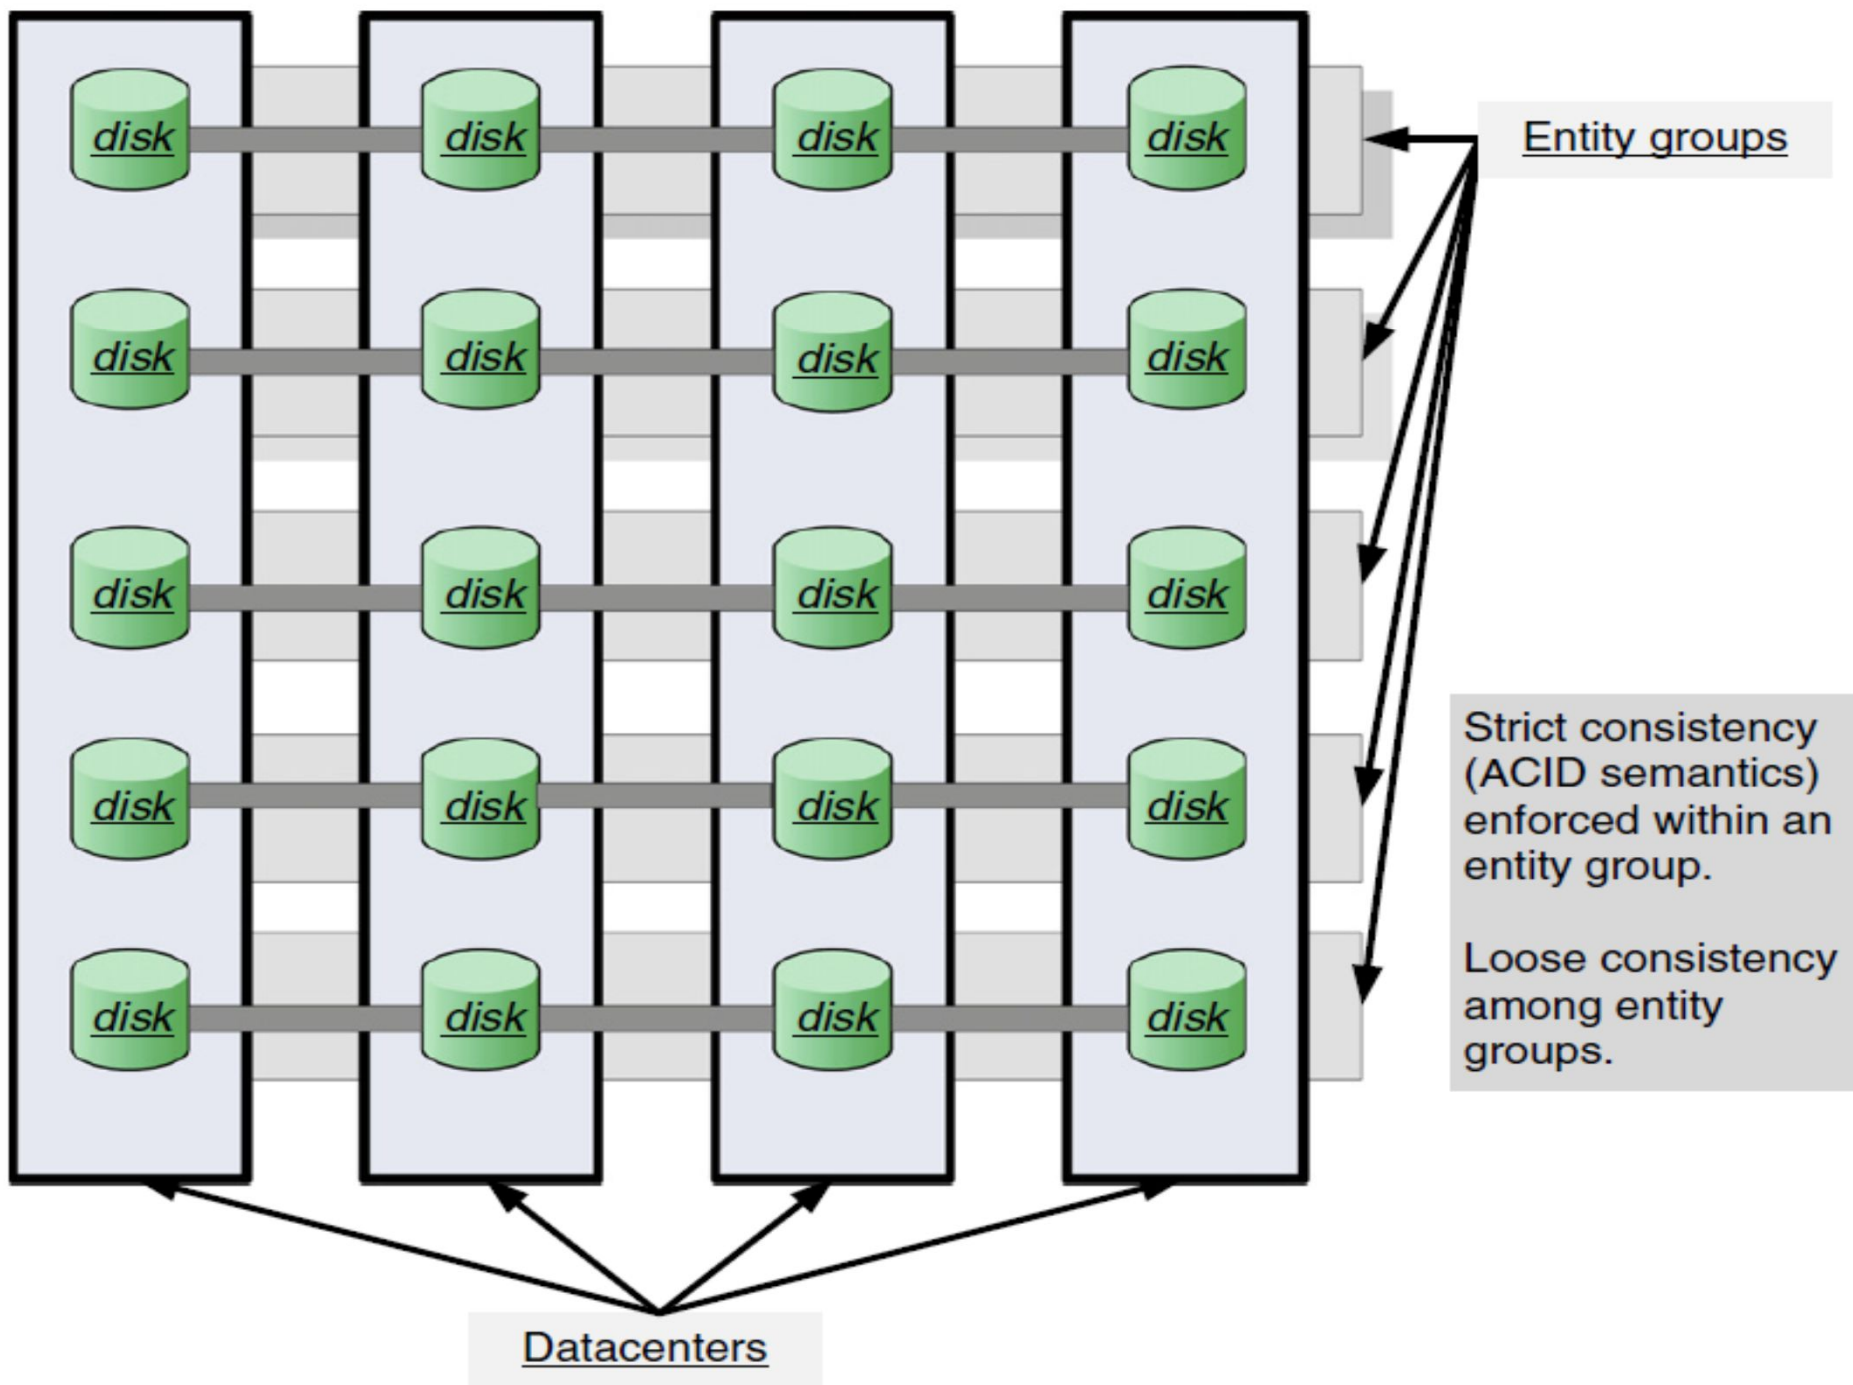 disk disk disk disk
Entity groups
disk disk disk disk
disk disk disk disk
disk disk disk disk
disk disk disk disk
Strict consistency
(ACID semantics)
enforced within an
entity group.
Loose consistency
among entity
groups.
Datacenters